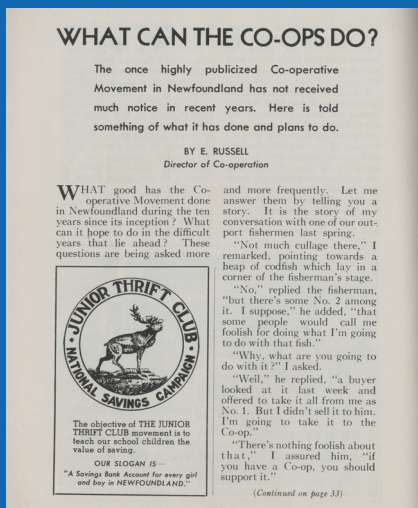 WHAT CAN THE CO-OPS DO?
The once highly publicized Co-operative
Movement in Newfoundland has not received
much notice in recent years. Here is told
something of what it has done and plans to do.
BY E. RUSSELL
Director of Co-operation
WHAT good has the Co-
operative Movement done
in Newfoundland during the ten
years since its inception? What
can it hope to do in the difficult
years that lie ahead? These
questions are being asked more
JUNIOR THRIFT CLUB
NATIONAL SAVINGS CAMPAIGN
The objective of THE JUNIOR
THRIFT CLUB movement is to
teach our school children the
value of saving.
OUR SLOGAN IS—
"A Savings Bank Account for every girl
and boy in NEWFOUNDLAND."
and more frequently. Let me
answer them by telling you a
story. It is the story of my
conversation with one of our out-
port fishermen last spring.
"Not much cullage there," I
remarked, pointing towards a
heap of codfish which lay in a
corner of the fisherman's stage.
"No," replied the fisherman,
"but there's some No. 2 among
it. I suppose," he added, "that
some people would call me
foolish for doing what I'm going
to do with that fish."
"Why, what are you going to
do with it?" I asked.
"Well," he replied, "a buyer
looked at it last week and
offered to take it all from me as
No. 1. But I didn't sell it to him.
I'm going to take it to the
Co-op."
"There's nothing foolish about
that," I assured him, "if
you have a Co-op, you should
support it."
(Continued on page 33)